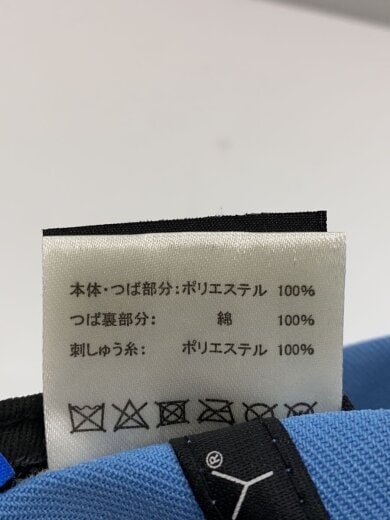 本体・つば部分：ポリエステル 100%
つば裏部分： 綿 100%
刺しゅう糸： ポリエステル 100%
®